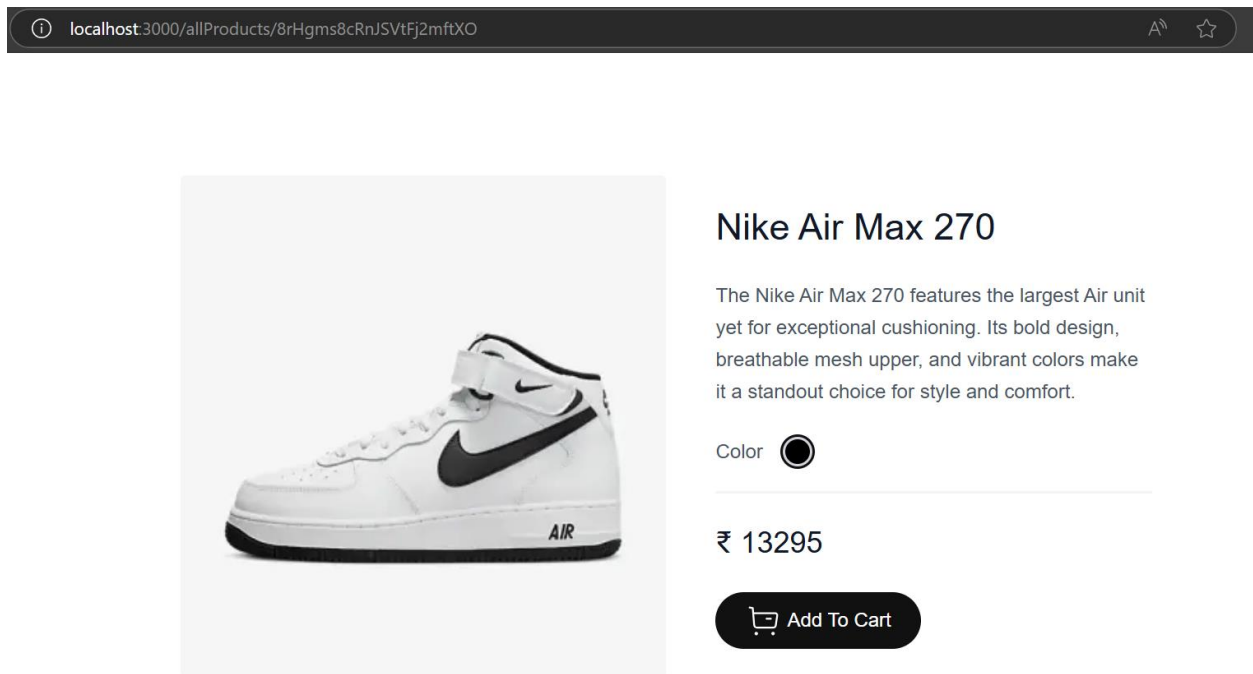 localhost:3000/allProducts/8rHgms8cRnJSVtFj2mftXO
Nike Air Max 270
The Nike Air Max 270 features the largest Air unit
yet for exceptional cushioning. Its bold design,
breathable mesh upper, and vibrant colors make
it a standout choice for style and comfort.
Color
₹ 13295
AIR
Add To Cart